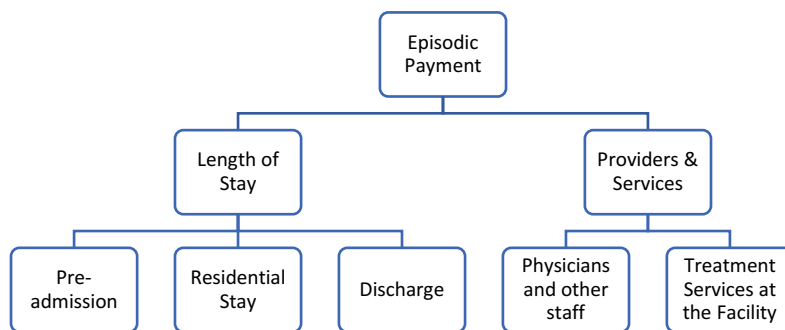 Episodic
Payment
Length of
Stay
Providers &
Services
Pre-
admission
Residential
Stay
Discharge
Physicians
and other
staff
Treatment
Services at
the Facility